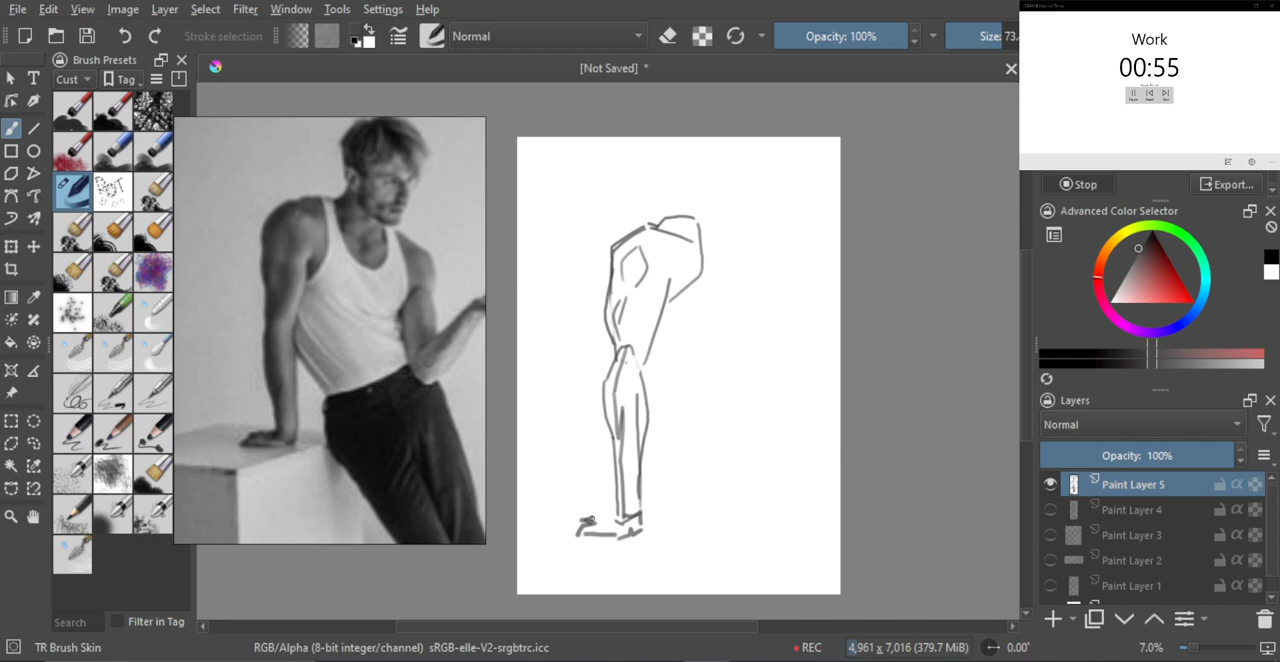 File Edit View Image Layer Select Filter Tools Settings Window Help
Stroke selection
Normal
Opacity: 100%
Size: 73.
Brush Presets
Cust
Tag
[Not Saved] *
Work
00:55
Stop
Export...
Advanced Color Selector
Layers
Normal
Opacity: 100%
Paint Layer 5
Paint Layer 4
Paint Layer 3
Paint Layer 2
Paint Layer 1
Search
Filter in Tag
TR Brush Skin
RGB/Alpha (8-bit integer/channel) sRGB-elle-V2-srgbtrc.icc
REC
4,961 x 7,016 (379.7 MiB)
0.00°
7.0%